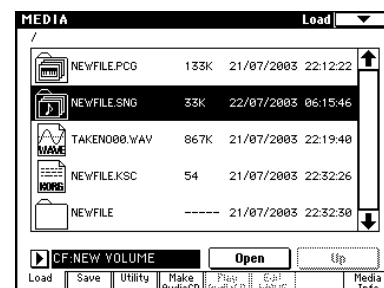 MEDIA Load
/
NEWFILE.PCG 133K 21/07/2003 22:12:22
NEWFILE.SNG 33K 22/07/2003 06:15:46
WAVE TAKENO00.WAV 867K 21/07/2003 22:19:40
KORG NEWFILE.KSC 54 21/07/2003 22:32:26
NEWFILE ----- 21/07/2003 22:32:30
CF:NEW VOLUME Open Up
Load Save Utility Make Play Edit Media